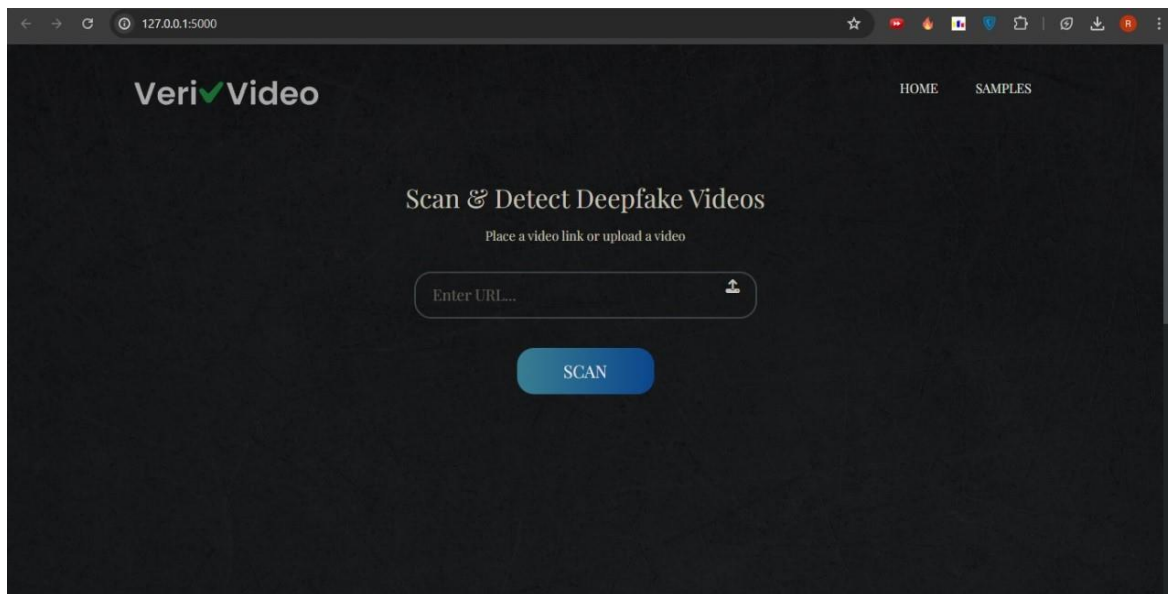 127.0.0.1:5000
R
Veri Video
HOME SAMPLES
Scan & Detect Deepfake Videos
Place a video link or upload a video
Enter URL...
SCAN